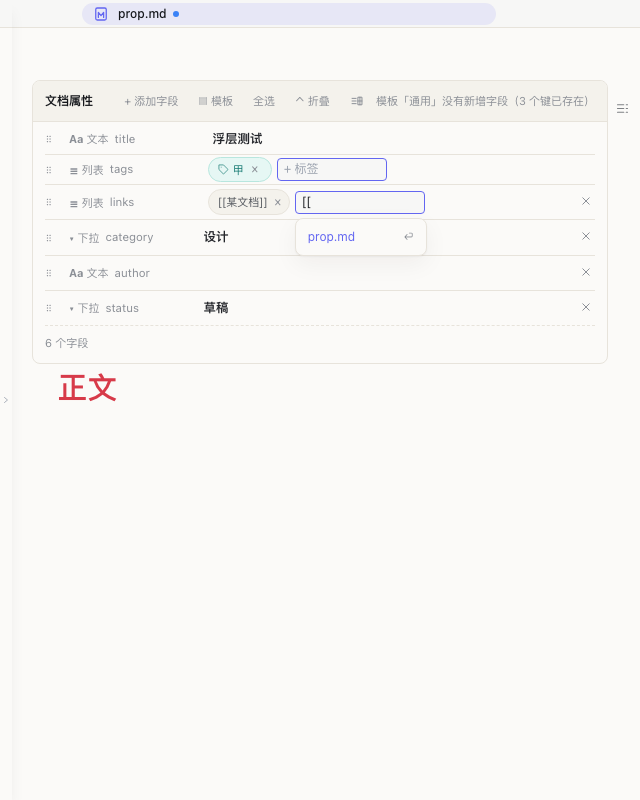 prop.md
文档属性 + 添加字段 模板 全选 折叠 模板「通用」没有新增字段（3 个键已存在）
Aa 文本 title 浮层测试
列表 tags 甲 × + 标签
列表 links [[某文档]] × [[ ×
下拉 category 设计 prop.md ×
Aa 文本 author ×
下拉 status 草稿 ×
6 个字段
正文